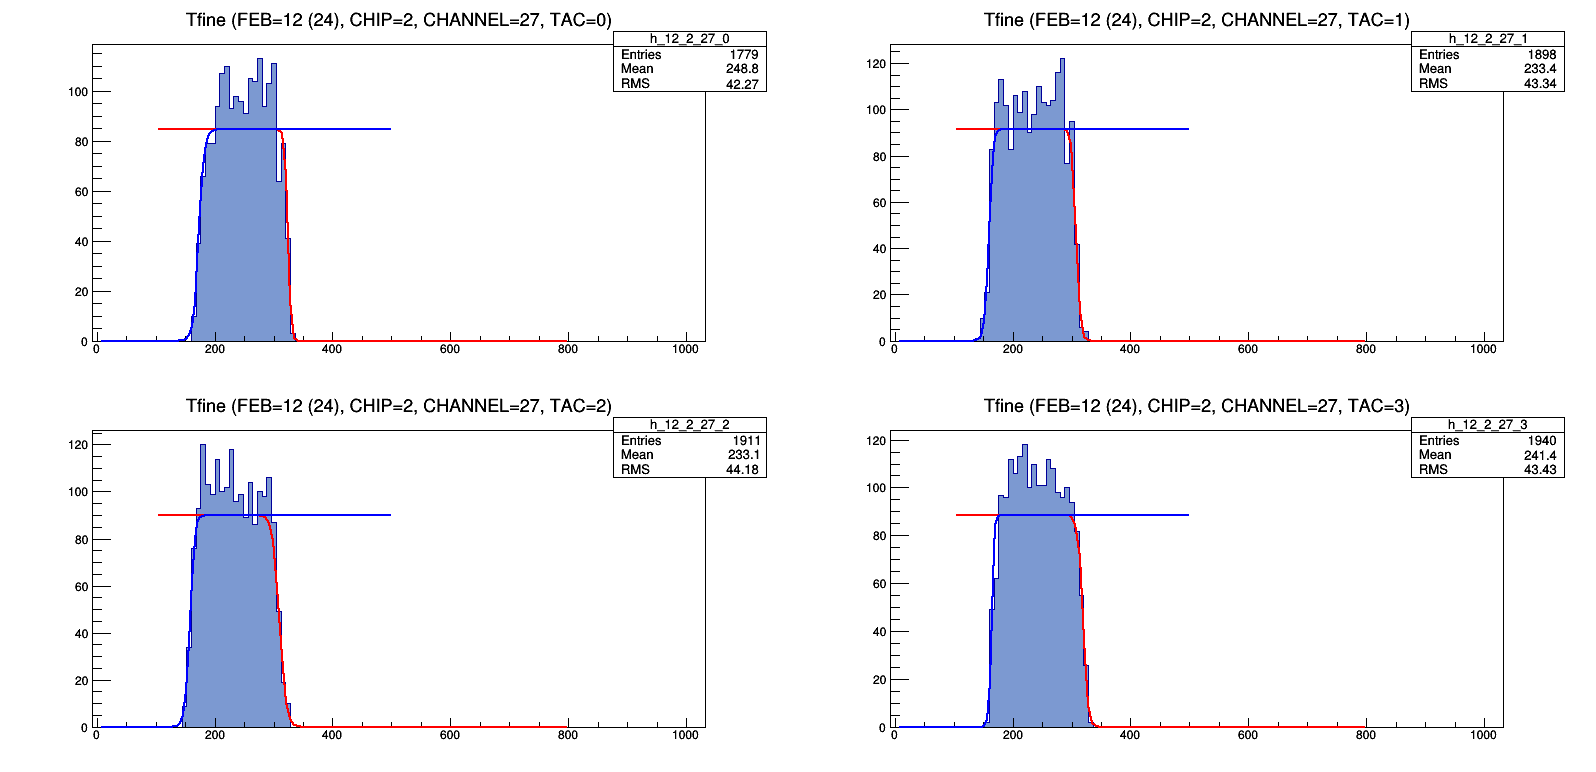 Tfine (FEB=12 (24), CHIP=2, CHANNEL=27, TAC=0)
h_12_2_27_0
Entries 1779
Mean 248.8
RMS 42.27
100
80
60
40
20
0
0 200 400 600 800 1000
Tfine (FEB=12 (24), CHIP=2, CHANNEL=27, TAC=1)
h_12_2_27_1
Entries 1898
Mean 233.4
RMS 43.34
120
100
80
60
40
20
0
0 200 400 600 800 1000
Tfine (FEB=12 (24), CHIP=2, CHANNEL=27, TAC=2)
h_12_2_27_2
Entries 1911
Mean 233.1
RMS 44.18
120
100
80
60
40
20
0
0 200 400 600 800 1000
Tfine (FEB=12 (24), CHIP=2, CHANNEL=27, TAC=3)
h_12_2_27_3
Entries 1940
Mean 241.4
RMS 43.43
120
100
80
60
40
20
0
0 200 400 600 800 1000